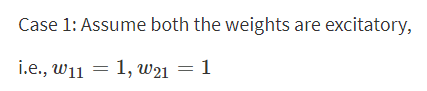 Case 1: Assume both the weights are excitatory,
i.e., w₁₁ = 1, w₂₁ = 1